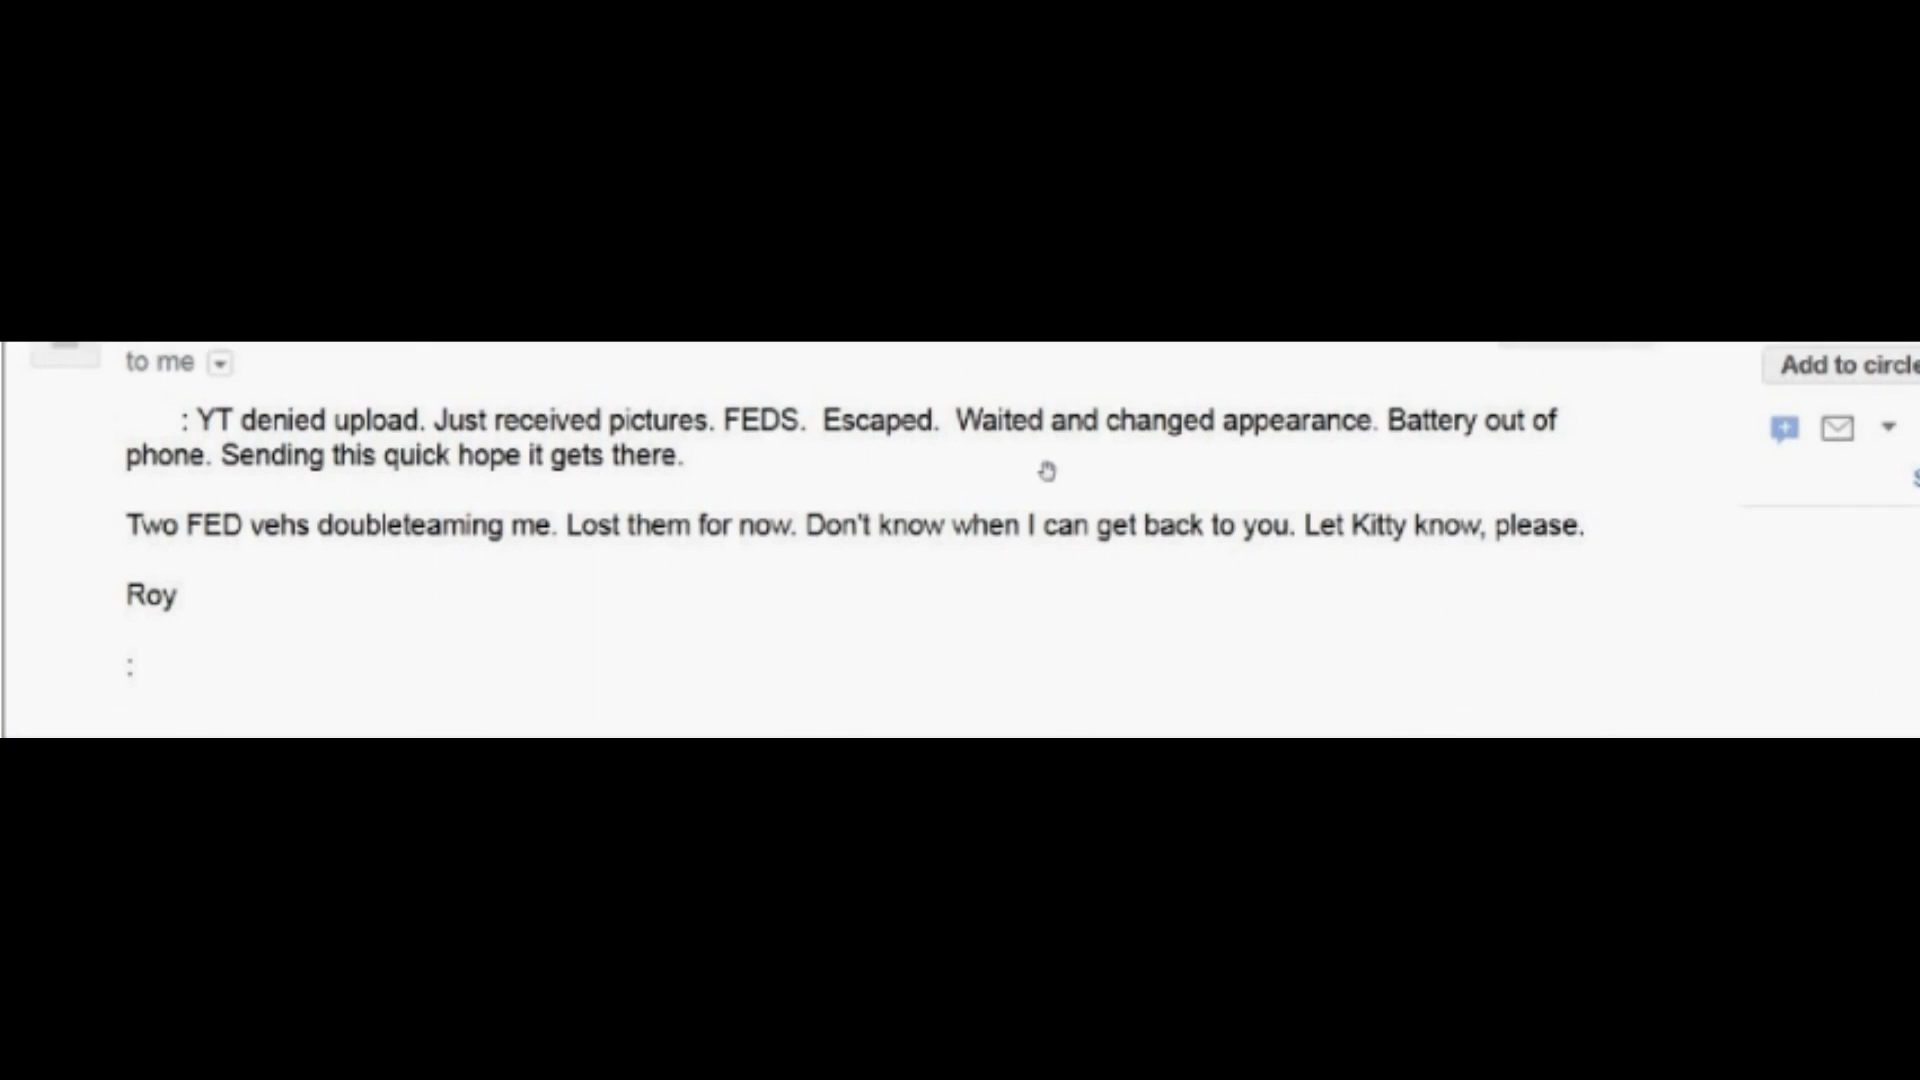 to me
Add to circle
: YT denied upload. Just received pictures. FEDS.  Escaped.  Waited and changed appearance. Battery out of
phone. Sending this quick hope it gets there.
Two FED vehs doubleteaming me. Lost them for now. Don't know when I can get back to you. Let Kitty know, please.
Roy
: